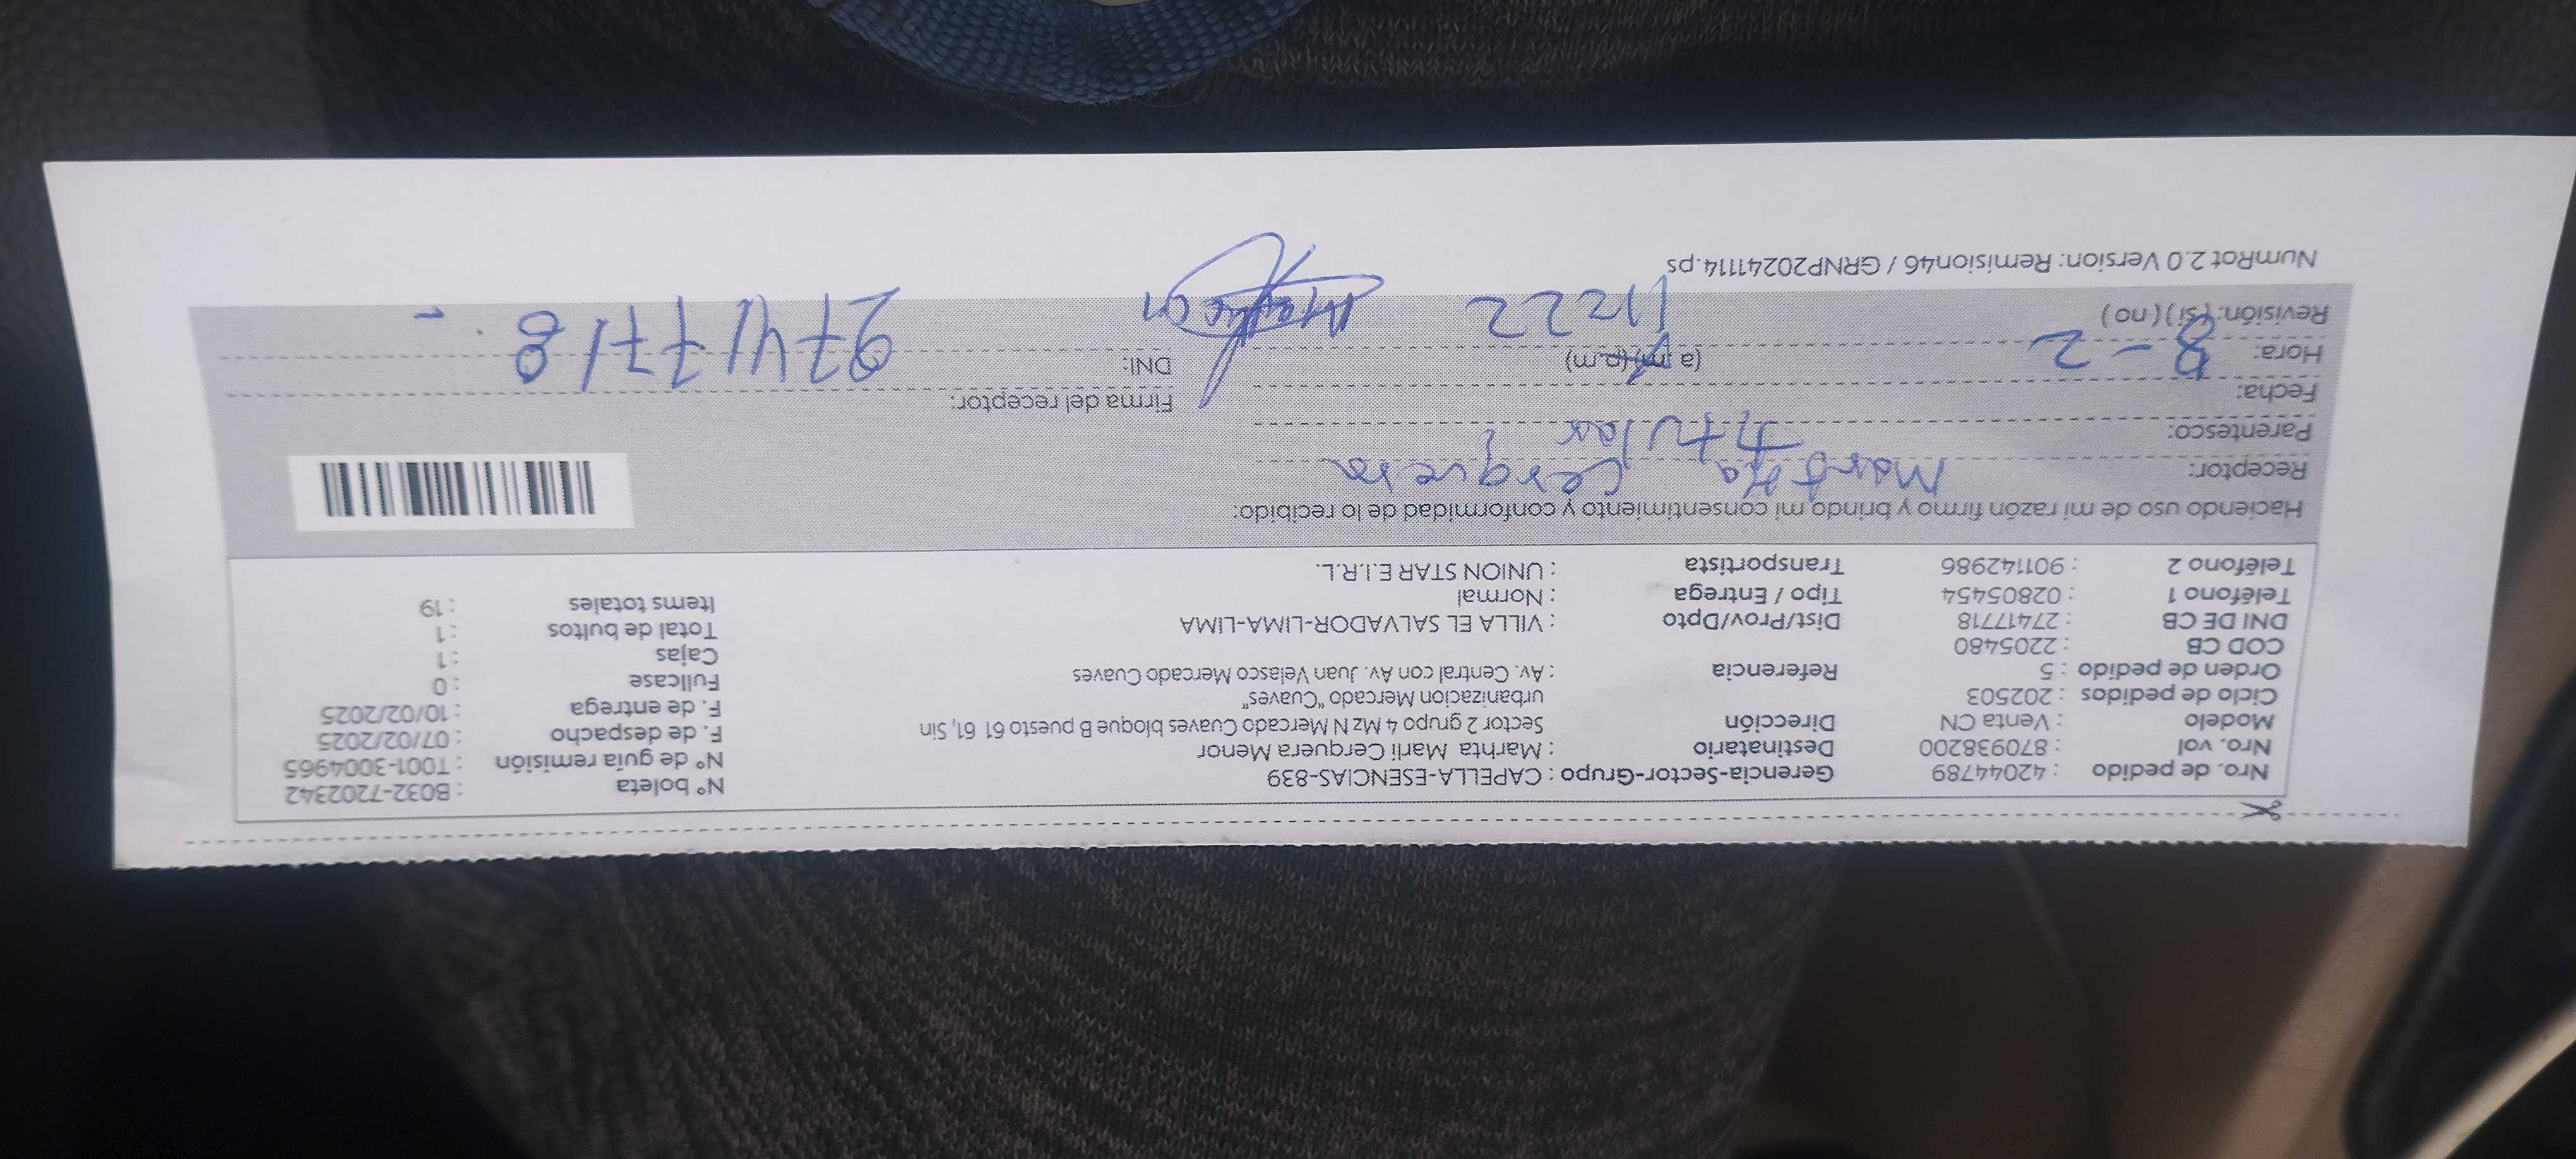 Nro. de pedido : 42044789 Gerencia-Sector-Grupo : CAPELLA-ESENCIAS-839 N° boleta : B032-7202342
Nro. vol : 870938200 Destinatario : Marhta Marli Cerquera Menor N° de guía remisión : T001-3004965
Modelo : Venta CN Dirección Sector 2 grupo 4 Mz N Mercado Cuaves bloque B puesto 61 61, Sin F. de despacho : 07/02/2025
Ciclo de pedidos : 202503 urbanizacion Mercado "Cuaves" F. de entrega : 10/02/2025
Orden de pedido : 5 Referencia : Av. Central con Av. Juan Velasco Mercado Cuaves Fullcase : 0
COD CB : 2205480 Cajas : 1
DNI DE CB : 27417718 Dist/Prov/Dpto : VILLA EL SALVADOR-LIMA-LIMA Total de bultos : 1
Teléfono 1 : 02805454 Tipo / Entrega : Normal Items totales : 19
Teléfono 2 : 901142986 Transportista : UNION STAR E.I.R.L.
Haciendo uso de mi razón firmo y brindo mi consentimiento y conformidad de lo recibido:
Receptor: Martha Cerquera
Parentesco: titular
Fecha: 8-2 Firma del receptor:
Hora: 1222 (a.m) (p.m) DNI: 27417718
Revisión: (si) (no)
NumRot 2.0 Version: Remision46 / GRNP20241114.ps